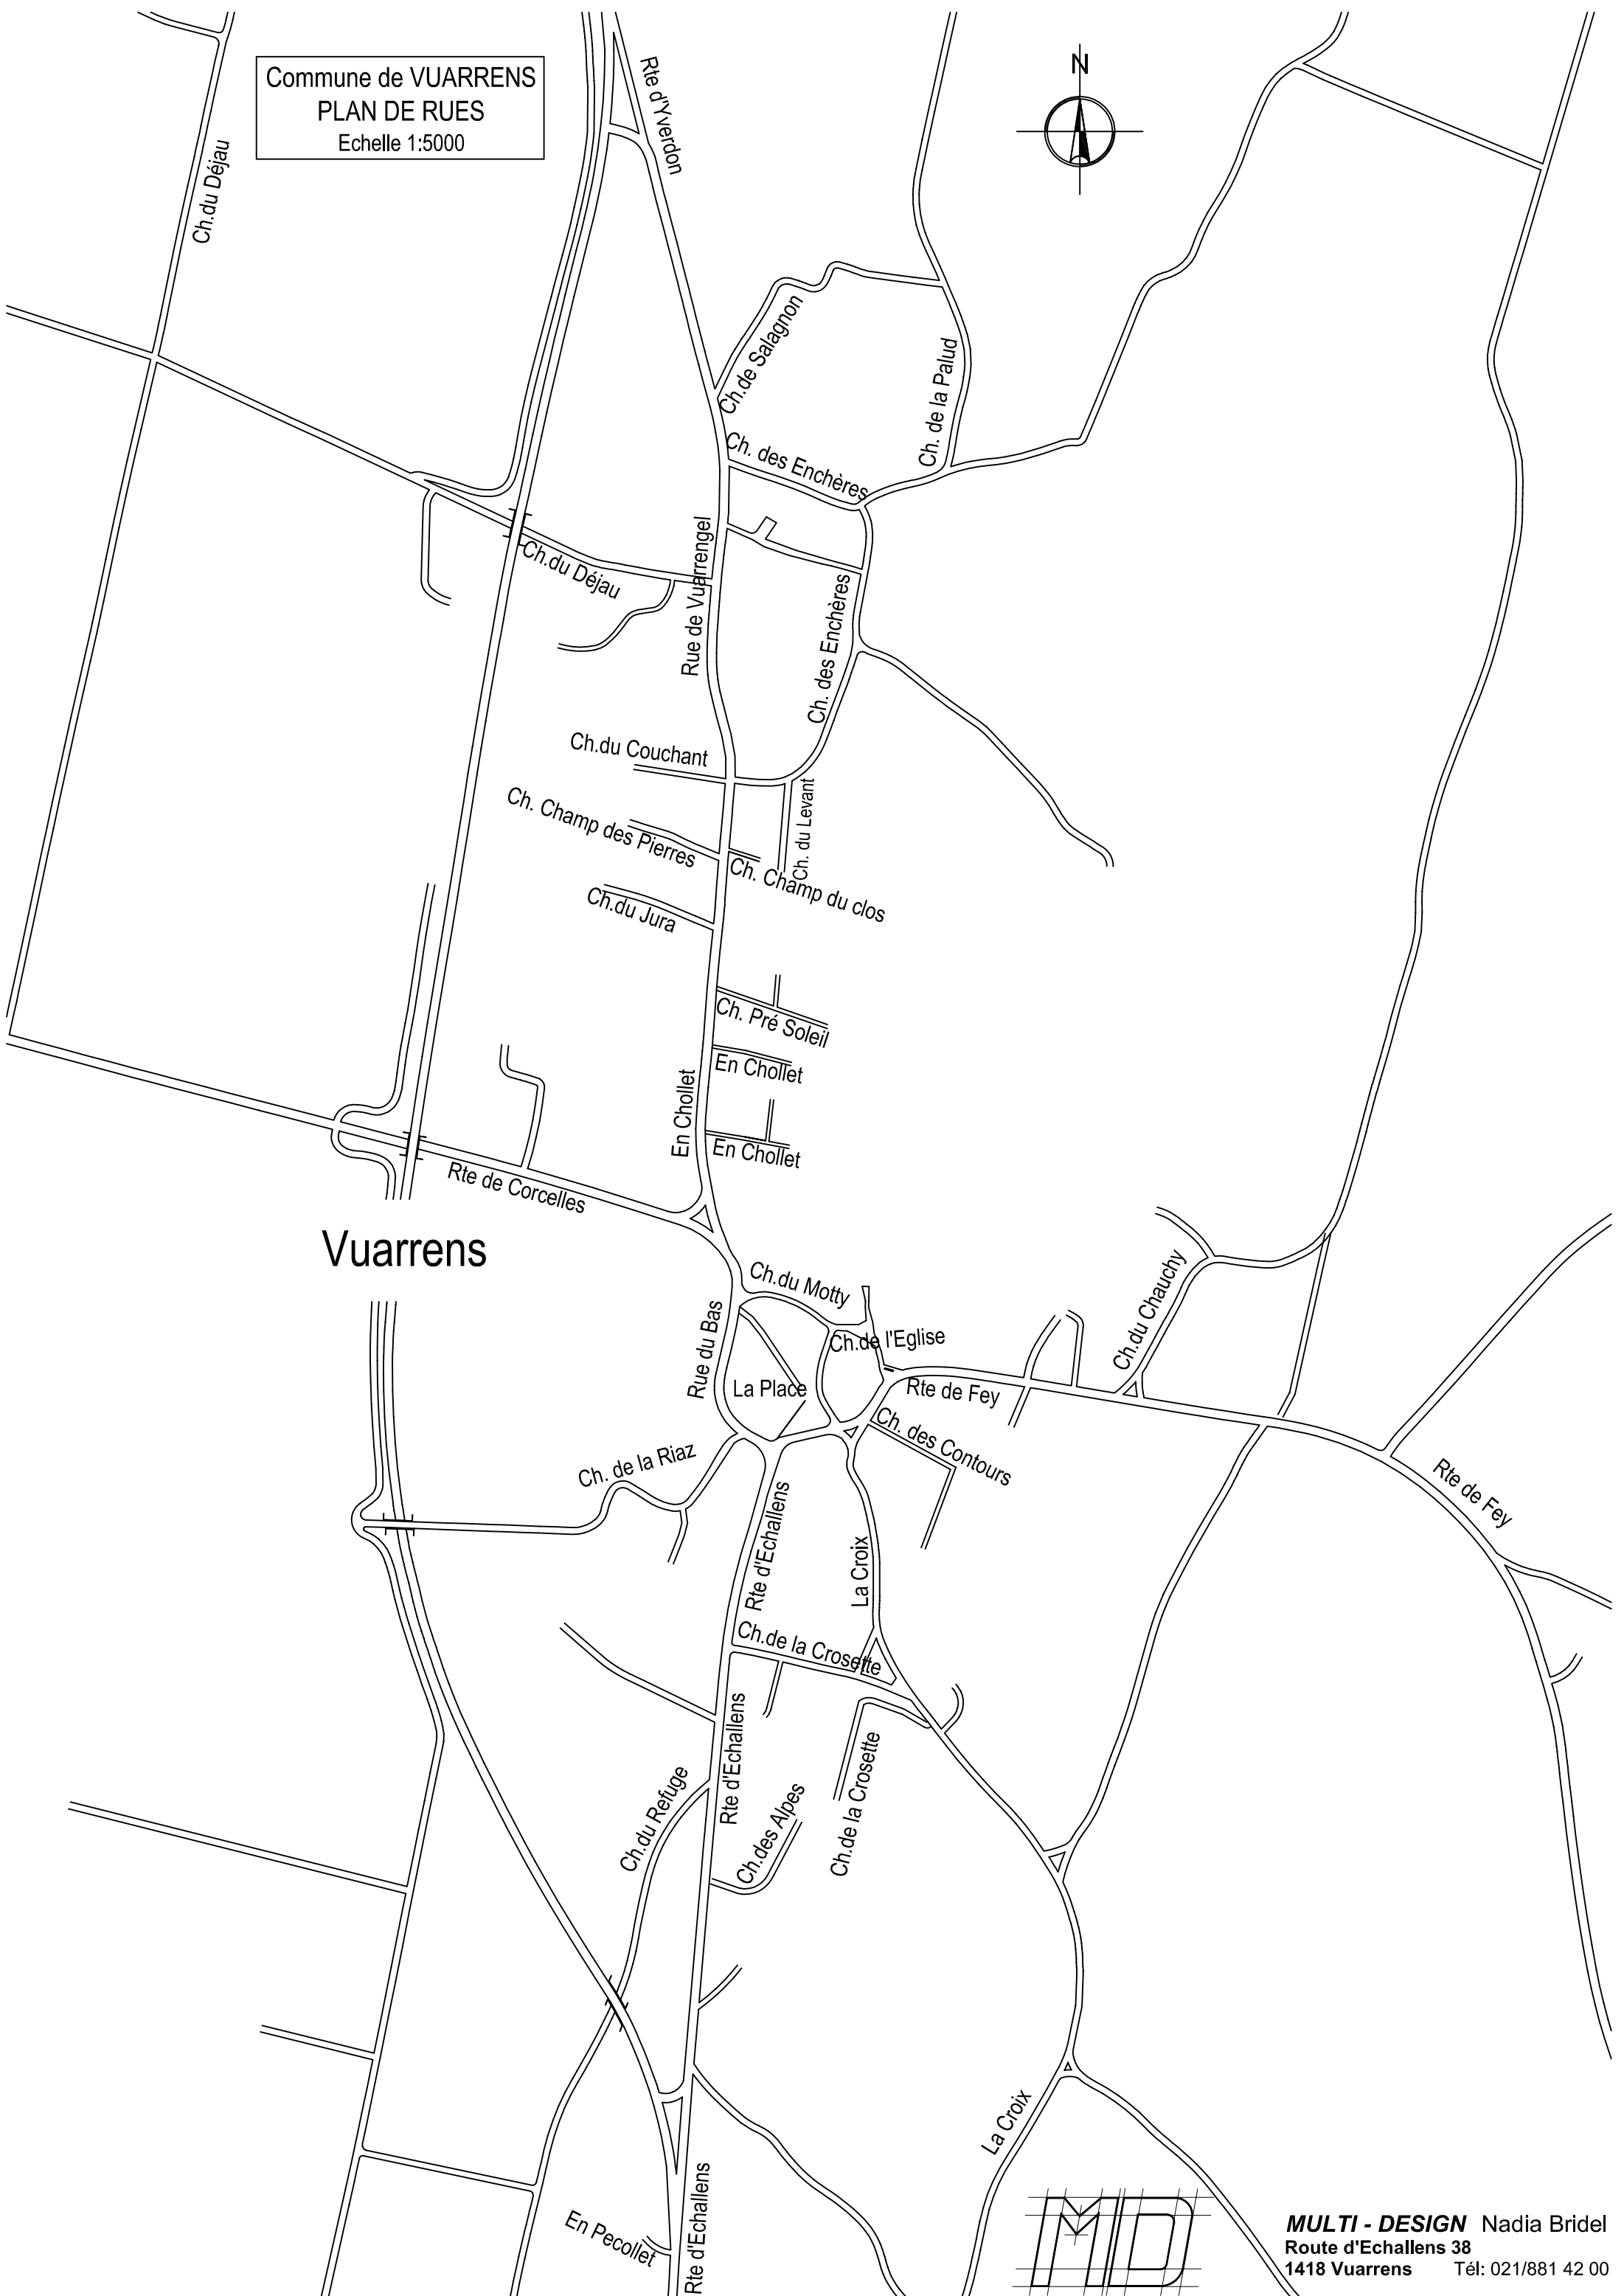 Commune de VUARRENS
PLAN DE RUES
Echelle 1:5000
N
Rte d'Yverdon
Ch.du Déjau
Ch.de Salagnon
Ch. de la Palud
Ch. des Enchères
Ch.du Déjau
Rue de Vuarrengel
Ch. des Enchères
Ch.du Couchant
Ch. du Levant
Ch. Champ des Pierres
Ch. Champ du clos
Ch.du Jura
Ch. Pré Soleil
En Chollet
En Chollet
En Chollet
Rte de Corcelles
Vuarrens
Ch.du Motty
Ch.du Chauchy
Rue du Bas
Ch.de l'Eglise
La Place
Rte de Fey
Ch. des Contours
Ch. de la Riaz
Rte de Fey
Rte d'Echallens
La Croix
Ch.de la Crosette
Rte d'Echallens
Ch.du Refuge
Ch.des Alpes
Ch.de la Crosette
La Croix
En Pecollet
Rte d'Echallens
MD
MULTI - DESIGN Nadia Bridel
Route d'Echallens 38
1418 Vuarrens Tél: 021/881 42 00